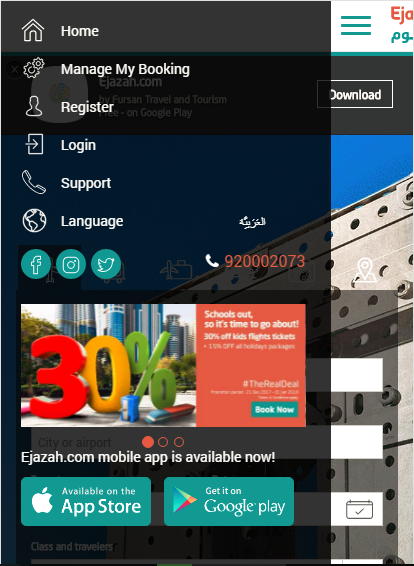 Home
Ejaz
وم
Manage My Booking
Ejazah.com
by Fursan Travel and Tourism
Free - on Google Play
Download
Register
Login
Support
Language
العَرَبِيَّه
920002073
30%
Schools out,
so it's time to go about!
30% off kids flights tickets
+ 15% OFF all holidays packages
#TheRealDeal
Book Now
City or airport
Ejazah.com mobile app is available now!
Available on the
App Store
Get it on
Google play
Class and travelers